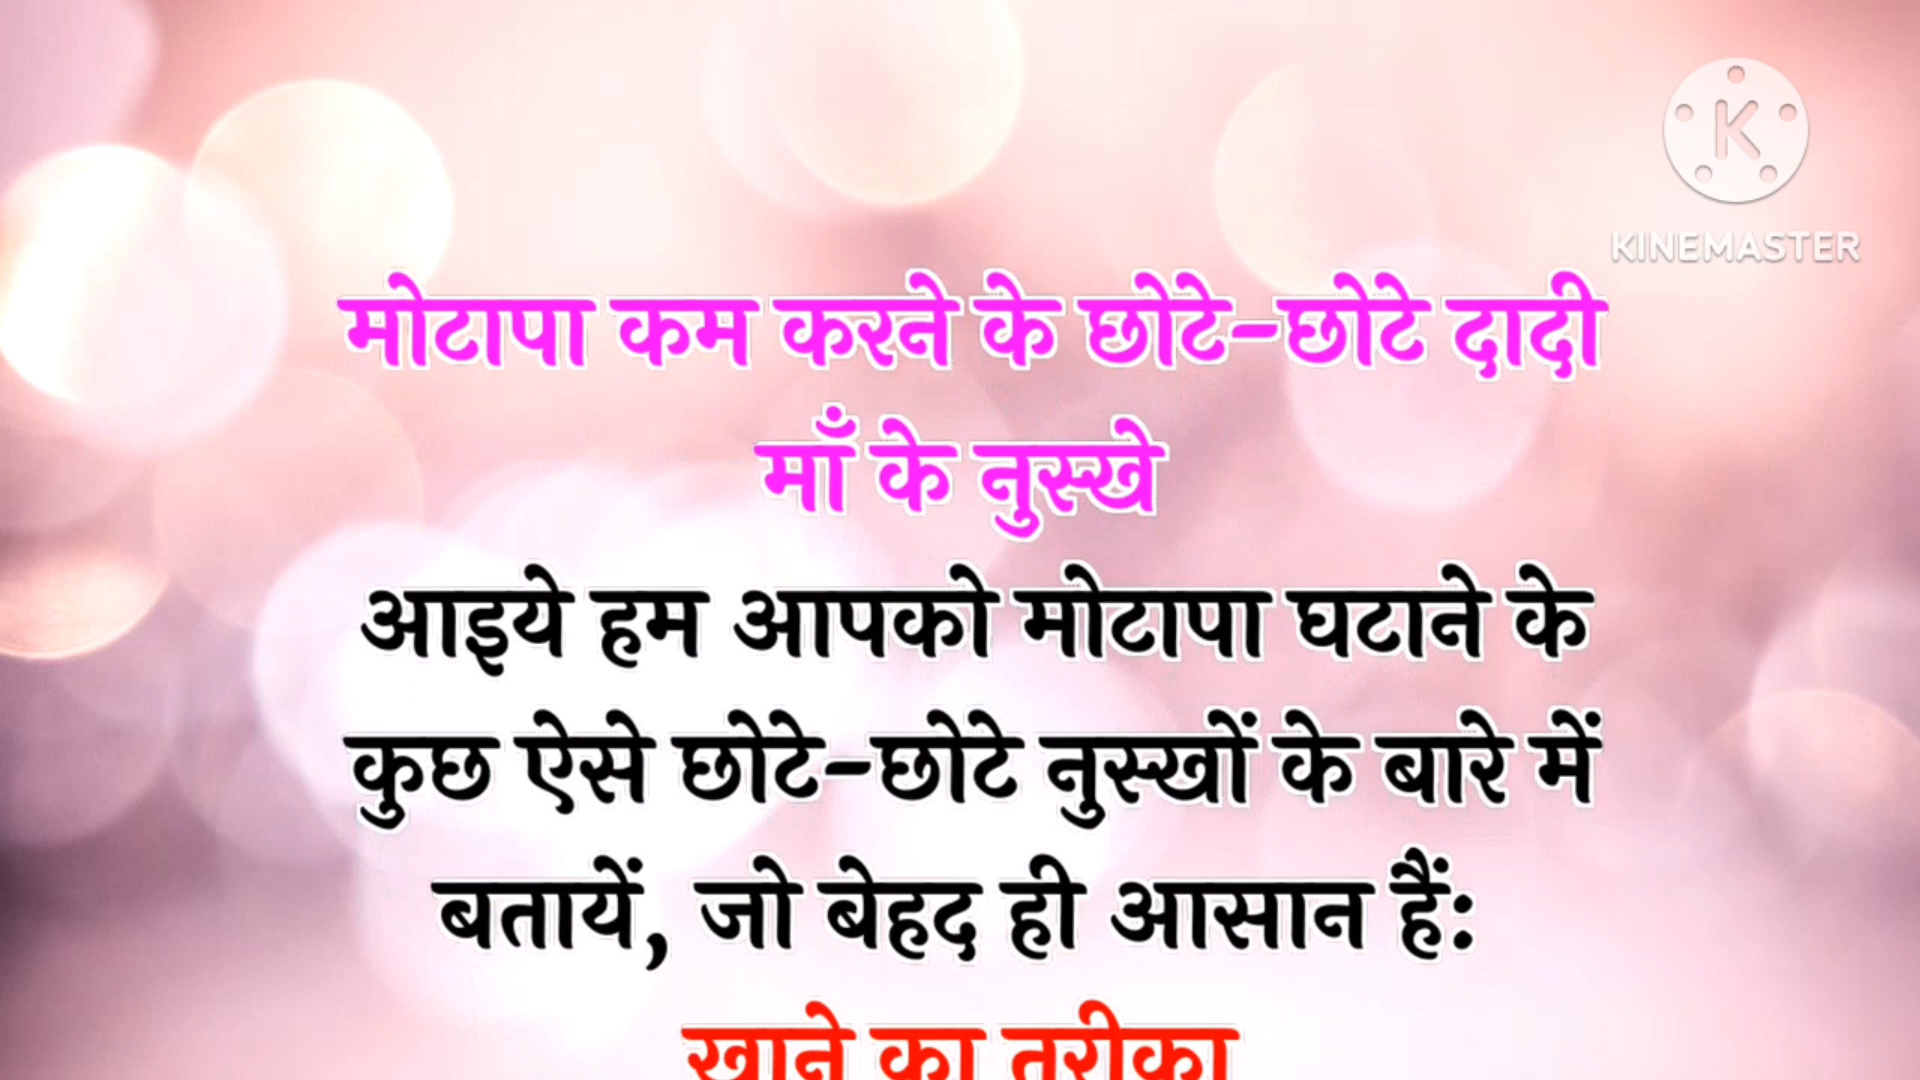 KINEMASTER
मोटापा कम करने के छोटे-छोटे दादी
माँ के नुस्खे
आइये हम आपको मोटापा घटाने के
कुछ ऐसे छोटे-छोटे नुस्खों के बारे में
बतायें, जो बेहद ही आसान हैं:
खाने का तरीका